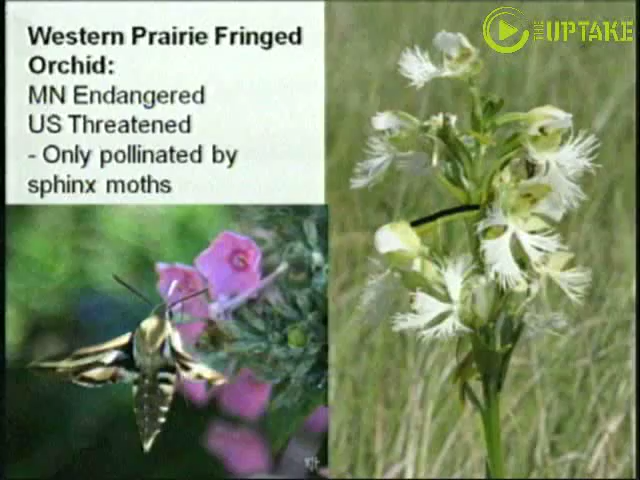 Western Prairie Fringed
Orchid:
MN Endangered
US Threatened
- Only pollinated by
sphinx moths
THE UPTAKE